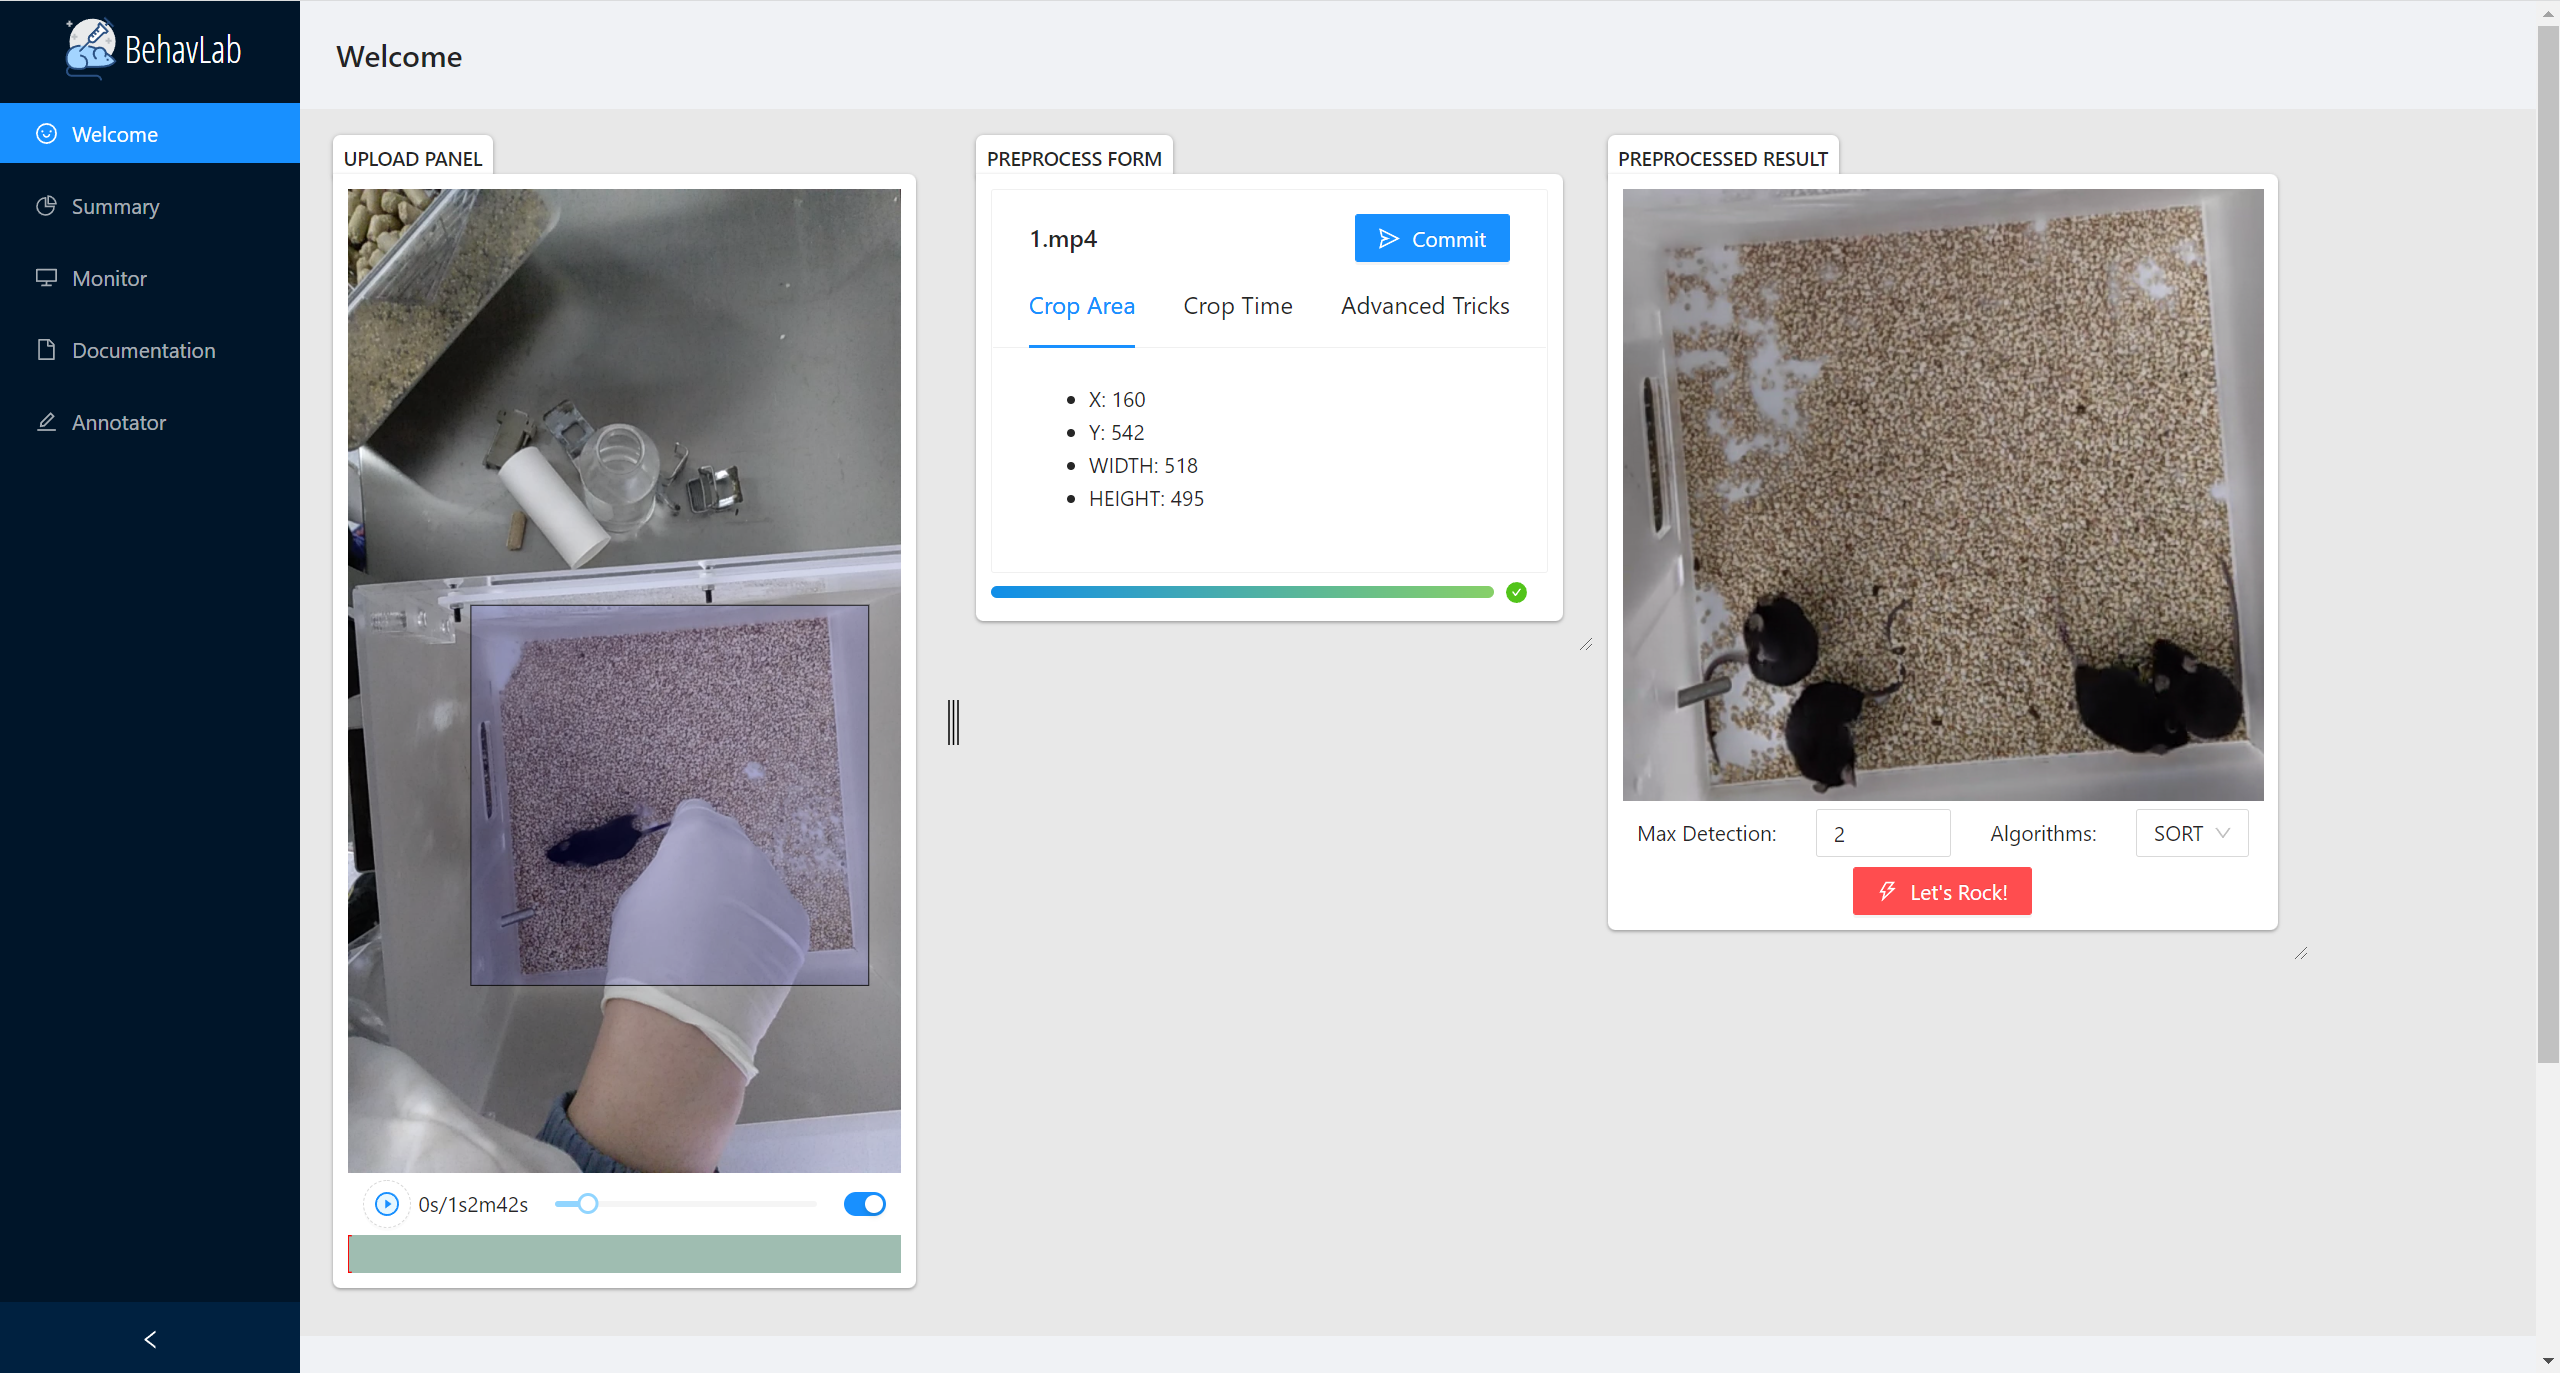 BehavLab
Welcome
Summary
Monitor
Documentation
Annotator
Welcome
UPLOAD PANEL
0s/1s2m42s
PREPROCESS FORM
1.mp4
Commit
Crop Area
Crop Time
Advanced Tricks
X: 160
Y: 542
WIDTH: 518
HEIGHT: 495
PREPROCESSED RESULT
Max Detection: 2 Algorithms: SORT
Let's Rock!